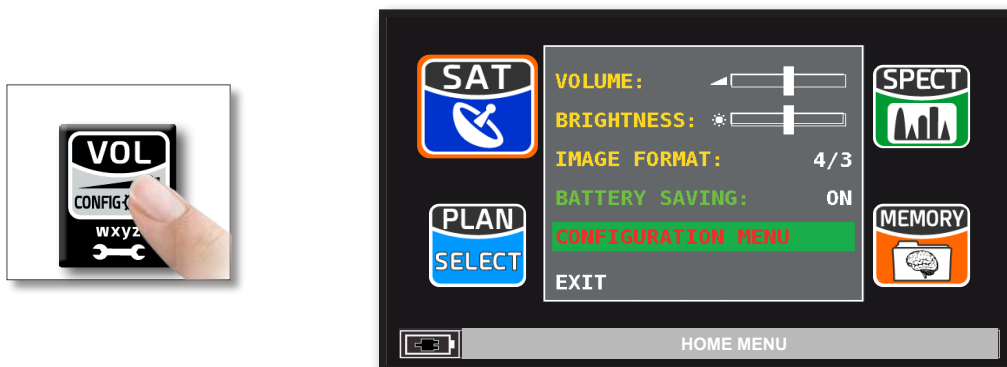 VOL
CONFIG
wxyz
SAT
PLAN
SELECT
VOLUME:
BRIGHTNESS:
IMAGE FORMAT: 4/3
BATTERY SAVING: ON
CONFIGURATION MENU
EXIT
SPECT
MEMORY
HOME MENU